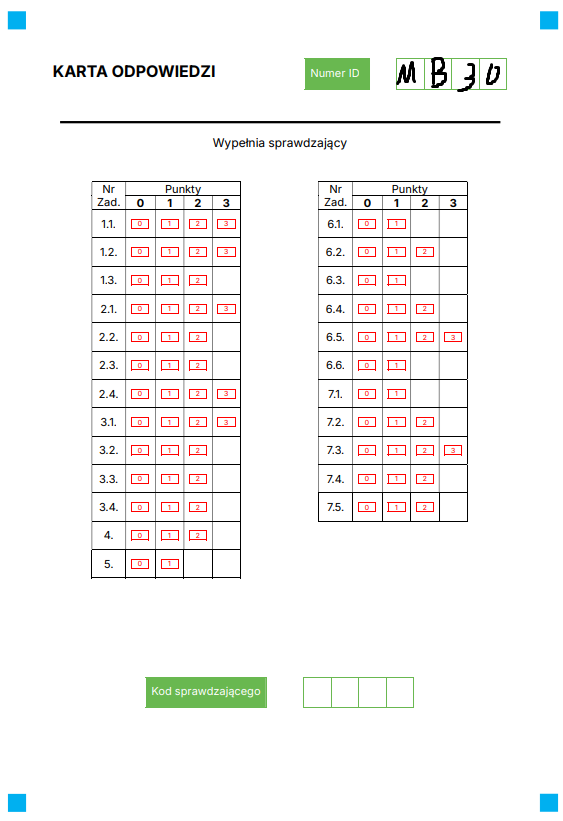 KARTA ODPOWIEDZI
Numer ID
MB30
Wypełnia sprawdzający
Nr Zad. Punkty
0 1 2 3
1.1. 0 1 2 3
1.2. 0 1 2 3
1.3. 0 1 2
2.1. 0 1 2 3
2.2. 0 1 2
2.3. 0 1 2
2.4. 0 1 2 3
3.1. 0 1 2 3
3.2. 0 1 2
3.3. 0 1 2
3.4. 0 1 2
4. 0 1 2
5. 0 1
Nr Zad. Punkty
0 1 2 3
6.1. 0 1
6.2. 0 1 2
6.3. 0 1
6.4. 0 1 2
6.5. 0 1 2 3
6.6. 0 1
7.1. 0 1
7.2. 0 1 2
7.3. 0 1 2 3
7.4. 0 1 2
7.5. 0 1 2
Kod sprawdzającego